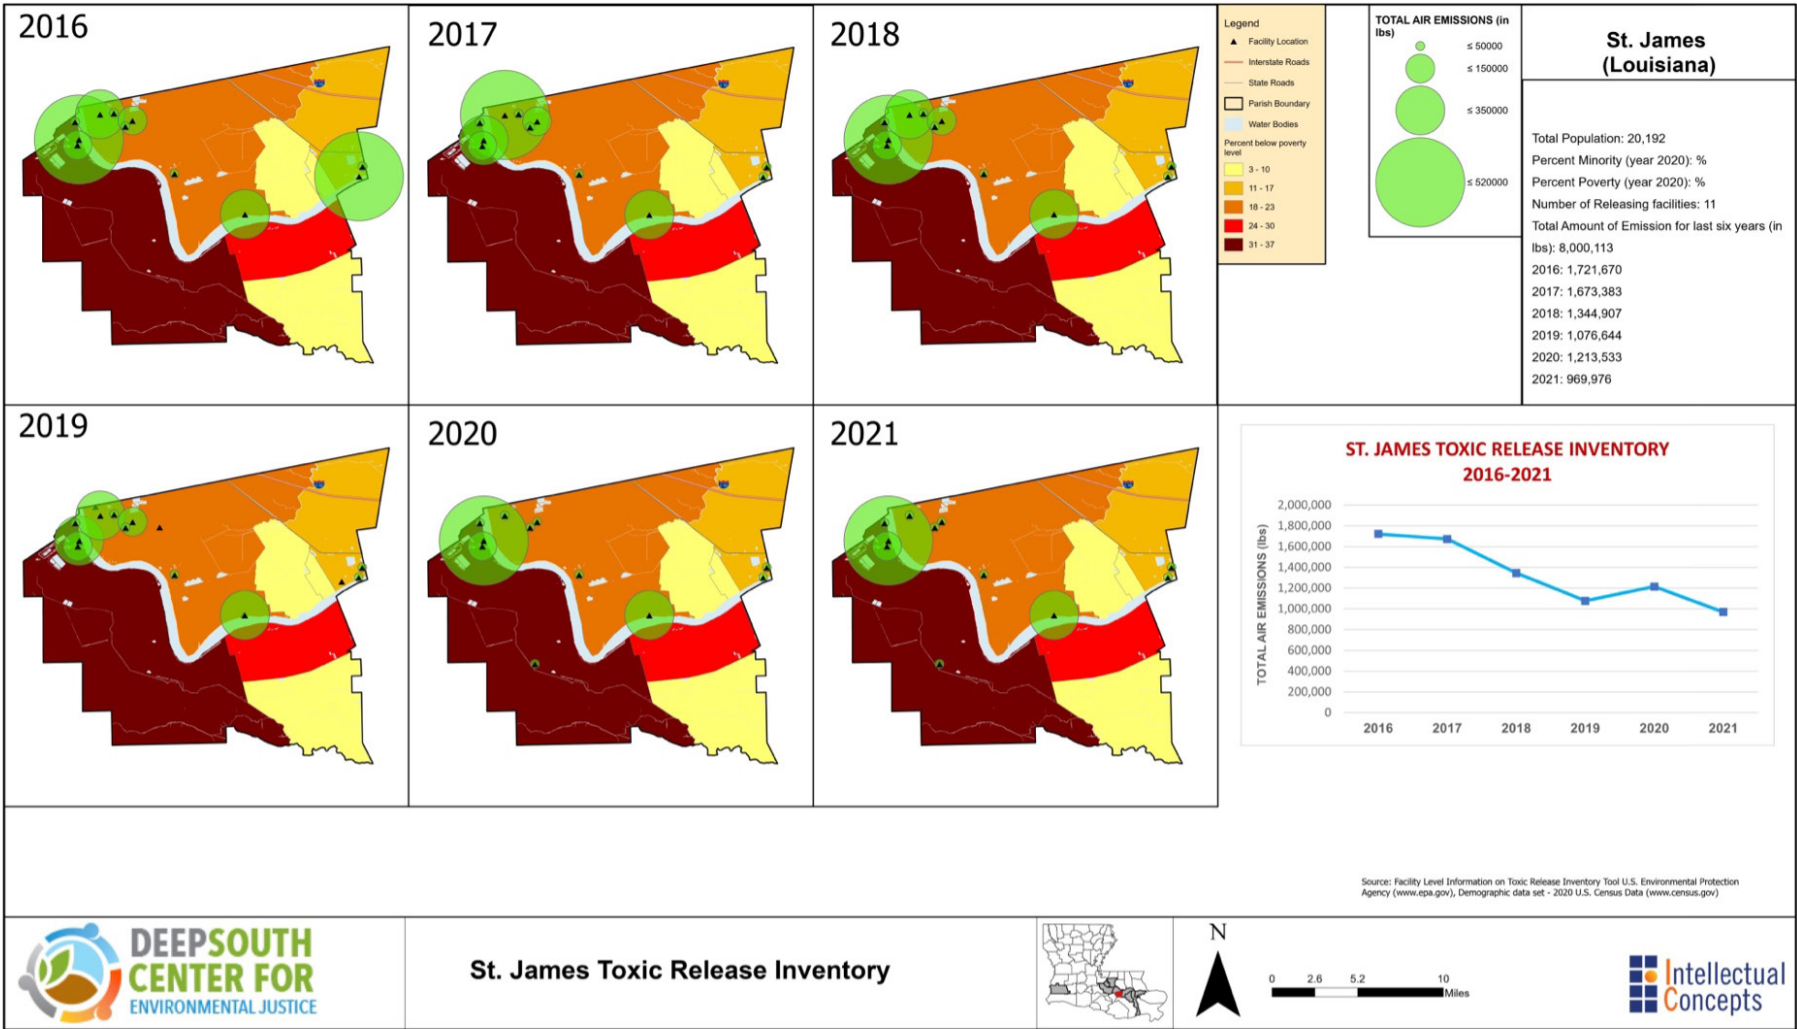 2016
2017
2018
Legend
Facility Location
Interstate Roads
State Roads
Parish Boundary
Water Bodies
Percent below poverty
level
3 - 10
11 - 17
18 - 23
24 - 30
31 - 37
TOTAL AIR EMISSIONS (in
lbs)
≤ 50000
≤ 150000
≤ 350000
≤ 520000
St. James
(Louisiana)
Total Population: 20,192
Percent Minority (year 2020): %
Percent Poverty (year 2020): %
Number of Releasing facilities: 11
Total Amount of Emission for last six years (in
lbs): 8,000,113
2016: 1,721,670
2017: 1,673,383
2018: 1,344,907
2019: 1,076,644
2020: 1,213,533
2021: 969,976
2019
2020
2021
ST. JAMES TOXIC RELEASE INVENTORY
2016-2021
TOTAL AIR EMISSIONS (lbs)
2,000,000
1,800,000
1,600,000
1,400,000
1,200,000
1,000,000
800,000
600,000
400,000
200,000
0
2016 2017 2018 2019 2020 2021
Source: Facility Level Information on Toxic Release Inventory Tool U.S. Environmental Protection
Agency (www.epa.gov), Demographic data set - 2020 U.S. Census Data (www.census.gov)
DEEPSOUTH
CENTER FOR
ENVIRONMENTAL JUSTICE
St. James Toxic Release Inventory
N
0 2.6 5.2 10
Miles
Intellectual
Concepts